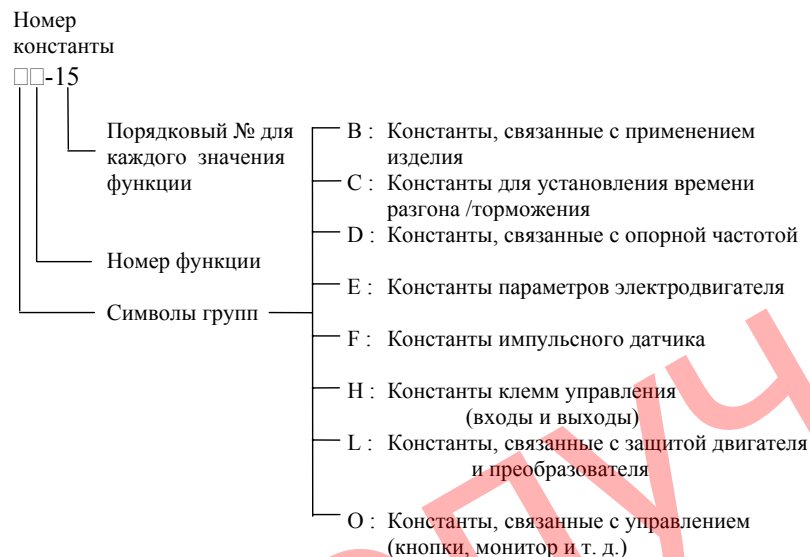 Номер
константы
□□-15
Порядковый № для
каждого значения
функции
Номер функции
Символы групп
B : Константы, связанные с применением
изделия
C : Константы для установления времени
разгона /торможения
D : Константы, связанные с опорной частотой
E : Константы параметров электродвигателя
F : Константы импульсного датчика
H : Константы клемм управления
(входы и выходы)
L : Константы, связанные с защитой двигателя
и преобразователя
O : Константы, связанные с управлением
(кнопки, монитор и т. д.)